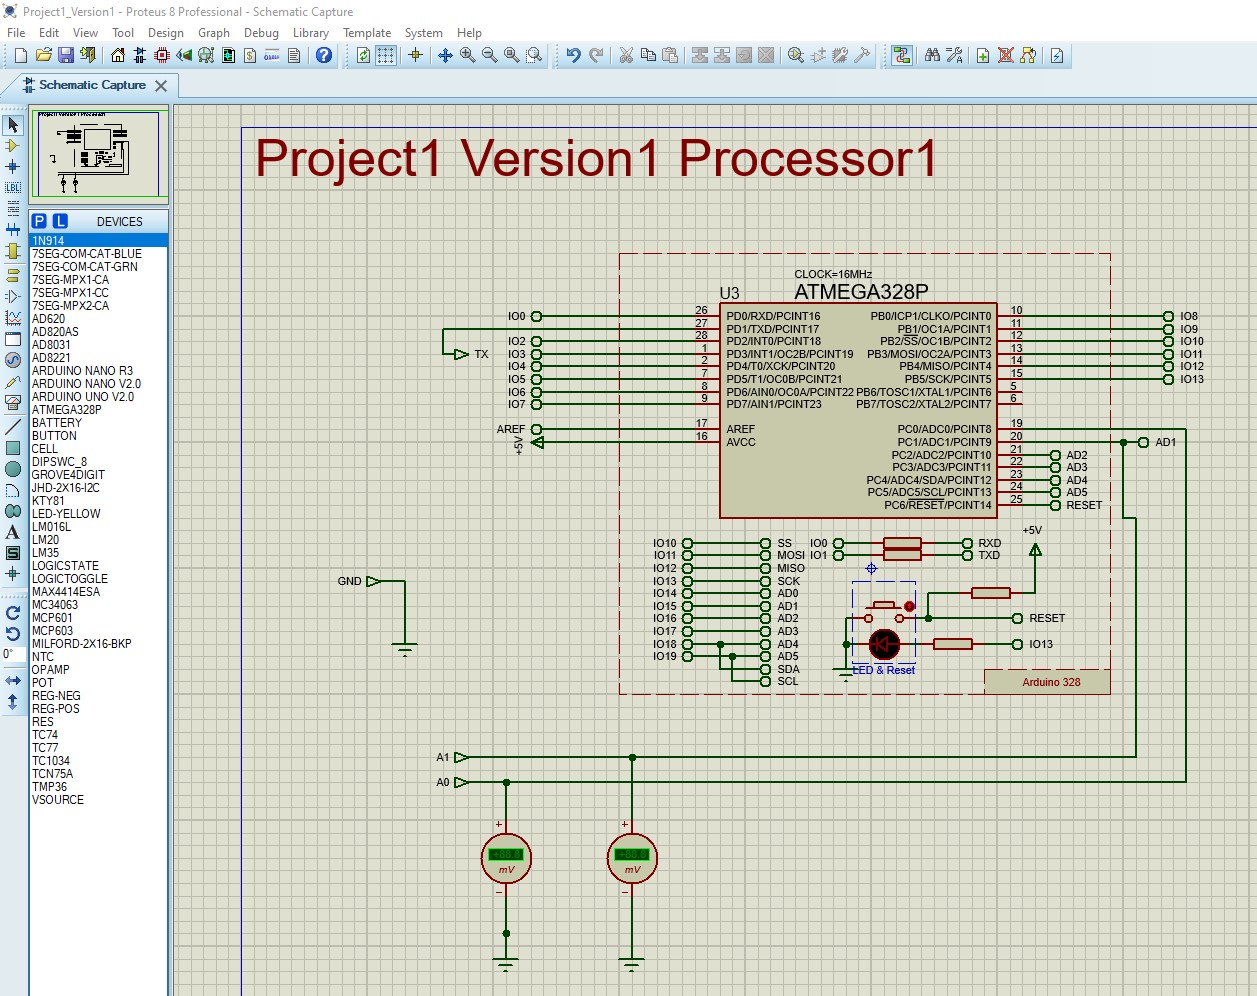 Project1_Version1 - Proteus 8 Professional - Schematic Capture
File Edit View Tool Design Graph Debug Library Template System Help
$
?
Schematic Capture
Project1 Version1 Processor1
P L DEVICES
1N914
7SEG-COM-CAT-BLUE
7SEG-COM-CAT-GRN
7SEG-MPX1-CA
7SEG-MPX1-CC
7SEG-MPX2-CA
AD620
AD820AS
AD8031
AD8221
ARDUINO NANO R3
ARDUINO NANO V2.0
ARDUINO UNO V2.0
ATMEGA328P
BATTERY
BUTTON
CELL
DIPSWC_8
GROVE4DIGIT
JHD-2X16-I2C
KTY81
LED-YELLOW
LM016L
LM20
LM35
LOGICSTATE
LOGICTOGGLE
MAX4414ESA
MC34063
MCP601
MCP603
MILFORD-2X16-BKP
NTC
OPAMP
POT
REG-NEG
REG-POS
RES
TC74
TC77
TC1034
TCN75A
TMP36
VSOURCE
LBL
A
S
0°
Project1 Version1 Processor1
CLOCK=16MHz
U3 ATMEGA328P
IO0 26 PD0/RXD/PCINT16 PB0/ICP1/CLKO/PCINT0 10 IO8
27 PD1/TXD/PCINT17 PB1/OC1A/PCINT1 11 IO9
IO2 28 PD2/INT0/PCINT18 PB2/SS/OC1B/PCINT2 12 IO10
TX IO3 1 PD3/INT1/OC2B/PCINT19 PB3/MOSI/OC2A/PCINT3 13 IO11
IO4 2 PD4/T0/XCK/PCINT20 PB4/MISO/PCINT4 14 IO12
IO5 7 PD5/T1/OC0B/PCINT21 PB5/SCK/PCINT5 15 IO13
IO6 8 PD6/AIN0/OC0A/PCINT22 PB6/TOSC1/XTAL1/PCINT6 5
IO7 9 PD7/AIN1/PCINT23 PB7/TOSC2/XTAL2/PCINT7 6
AREF 17 AREF PC0/ADC0/PCINT8 19
+5V 16 AVCC PC1/ADC1/PCINT9 20 AD1
PC2/ADC2/PCINT10 21 AD2
PC3/ADC3/PCINT11 22 AD3
PC4/ADC4/SDA/PCINT12 23 AD4
PC5/ADC5/SCL/PCINT13 24 AD5
PC6/RESET/PCINT14 25 RESET
+5V
IO10 SS IO0 RXD
IO11 MOSI IO1 TXD
IO12 MISO
IO13 SCK
IO14 AD0
IO15 AD1
IO16 AD2 RESET
IO17 AD3
IO18 AD4 IO13
IO19 AD5
SDA LED & Reset
SCL Arduino 328
GND
A1
A0
+ +
mV mV
− −